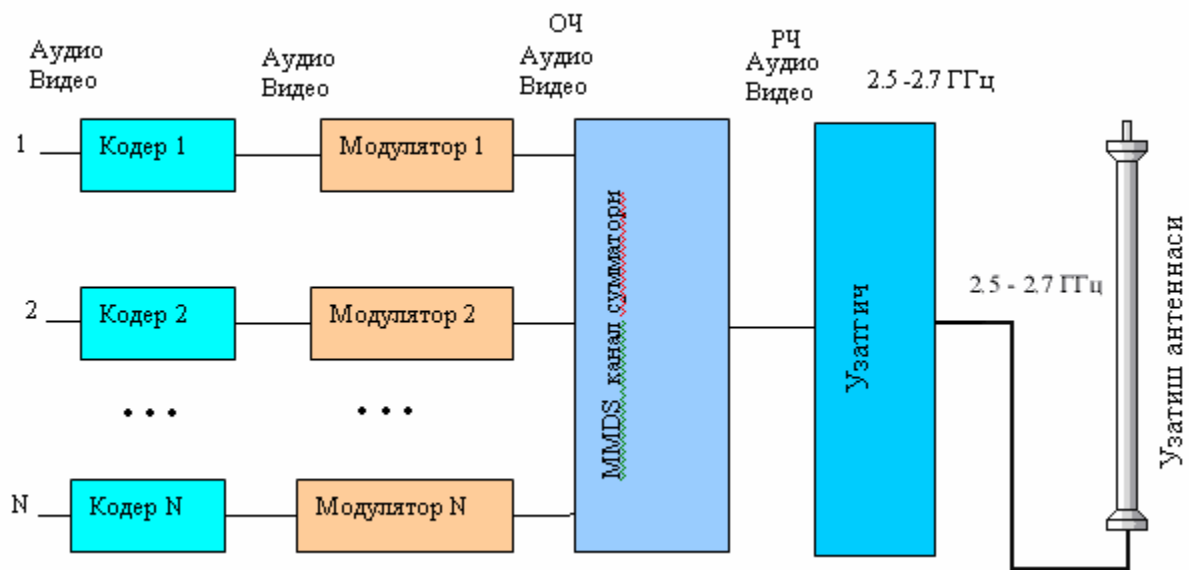 Аудио
Видео
Аудио
Видео
ОЧ
Аудио
Видео
РЧ
Аудио
Видео
2.5 -2.7 ГГц
1
Кодер 1
Модулятор 1
2
Кодер 2
Модулятор 2
...
...
N
Кодер N
Модулятор N
MMDS канал сумматори
Узатгич
2.5 - 2.7 ГГц
Узатиш антеннаси